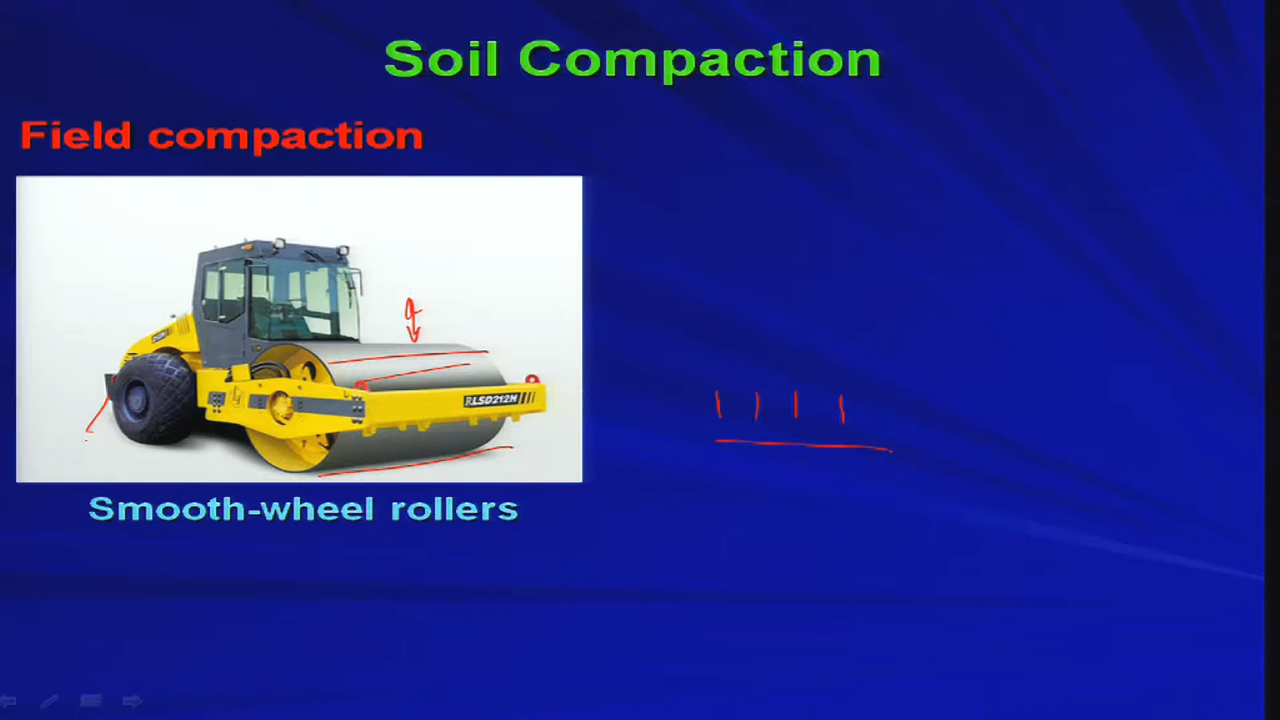 Soil Compaction
Field compaction
RLSD212H
Smooth-wheel rollers